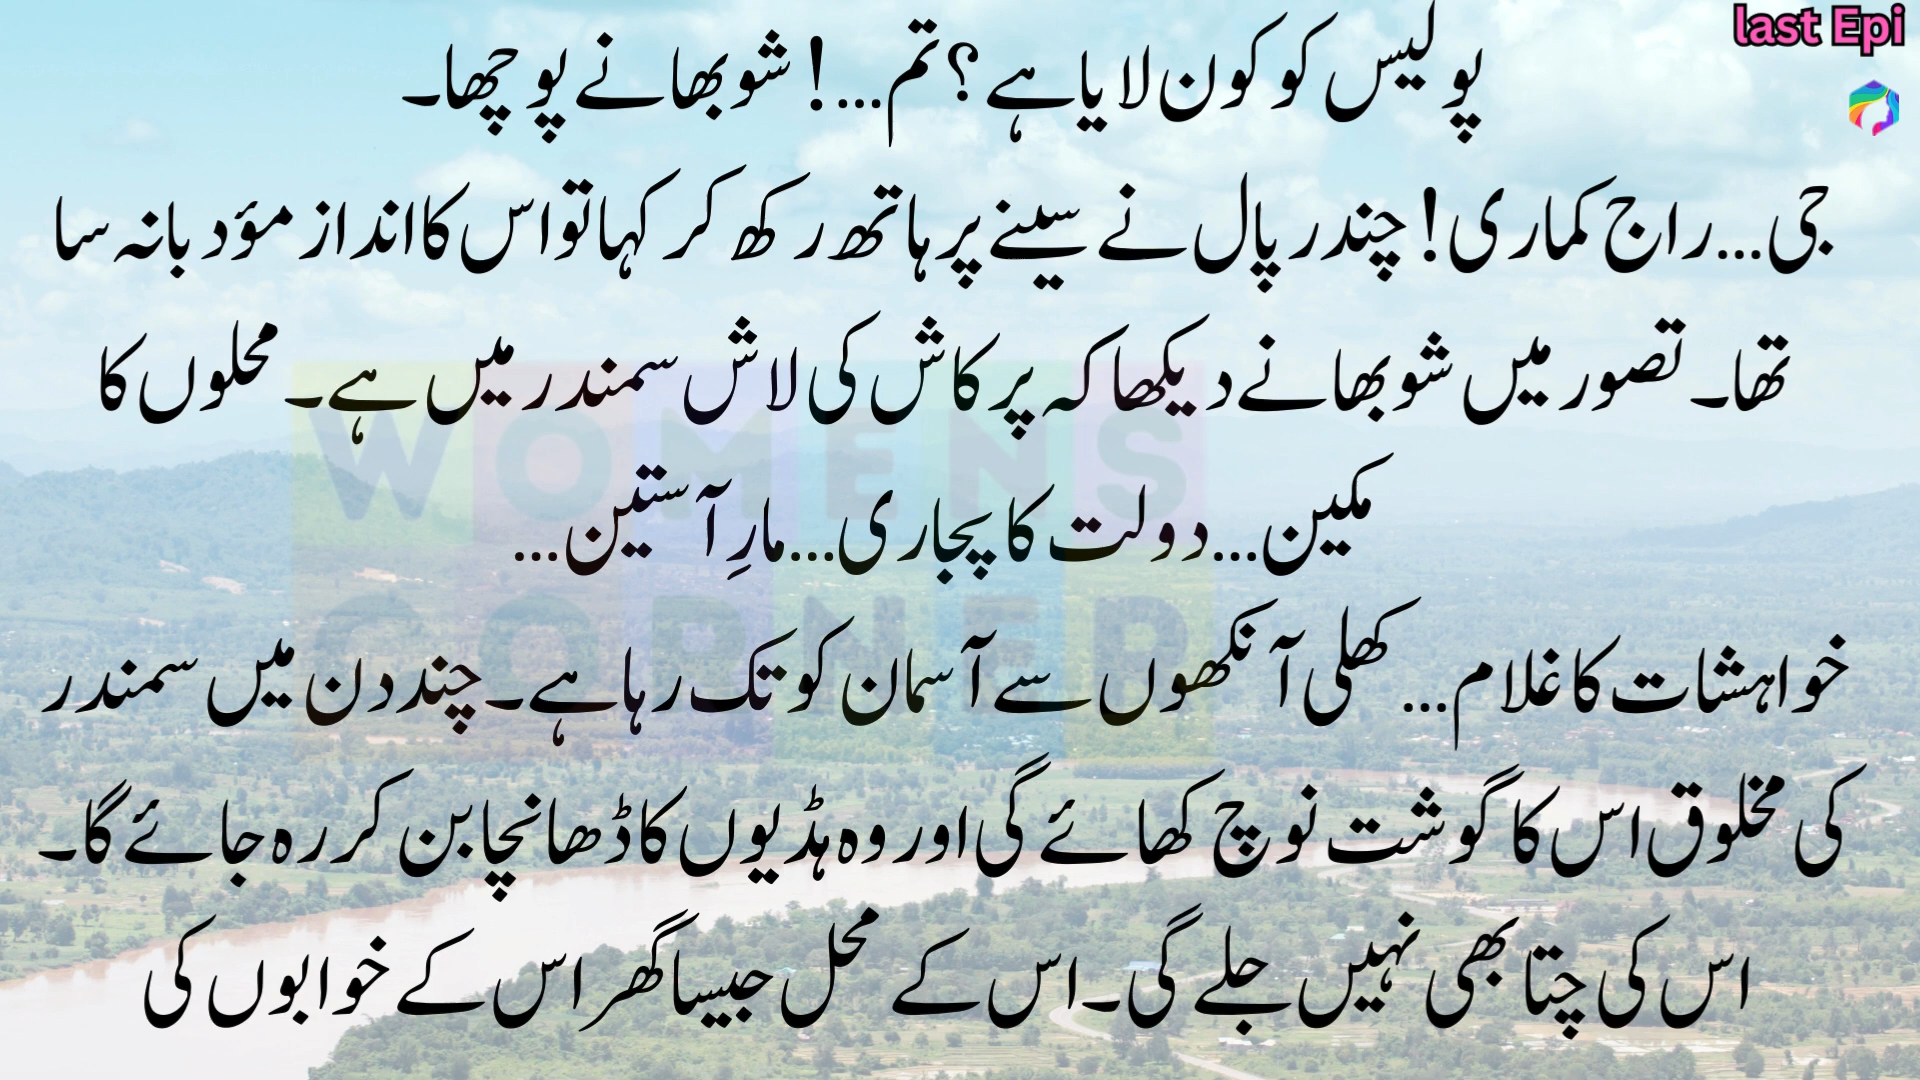 last Epi
پولیس کو کون لایا ہے؟ تم...! شوبھا نے پوچھا۔
جی...راج کماری! چندر پال نے سینے پر ہاتھ رکھ کر کہا تو اس کا انداز مؤدبانہ سا
تھا۔ تصور میں شوبھا نے دیکھا کہ پرکاش کی لاش سمندر میں ہے۔ محلوں کا
مکین...دولت کا پجاری...مارِ آستین...
خواہشات کا غلام...کھلی آنکھوں سے آسمان کو تک رہا ہے۔ چند دن میں سمندر
کی مخلوق اس کا گوشت نوچ کھائے گی اور وہ ہڈیوں کا ڈھانچا بن کر رہ جائے گا۔
اس کی چتا بھی نہیں جلے گی۔ اس کے محل جیسا گھر اس کے خوابوں کی
WOMENS
CORNER